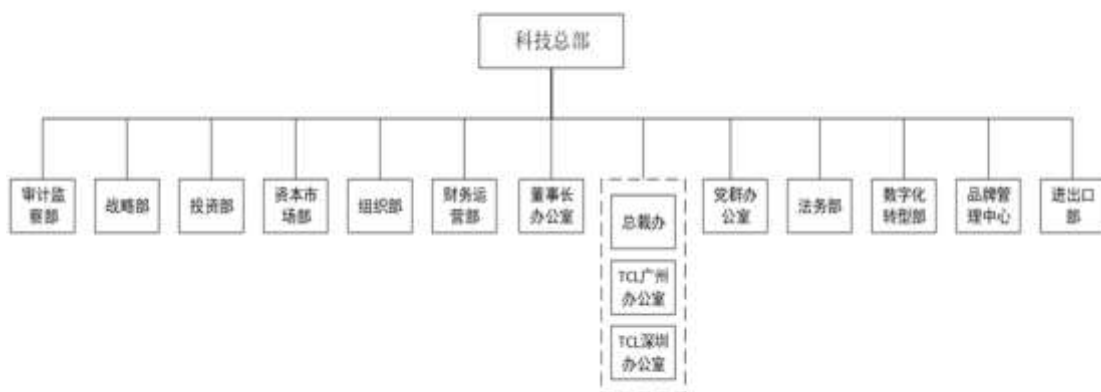 科技总部
审计监
察部
战略部
投资部
资本市
场部
组织部
财务运
营部
董事长
办公室
总裁办
TCL广州
办公室
TCL深圳
办公室
党群办
公室
法务部
数字化
转型部
品牌管
理中心
进出口
部